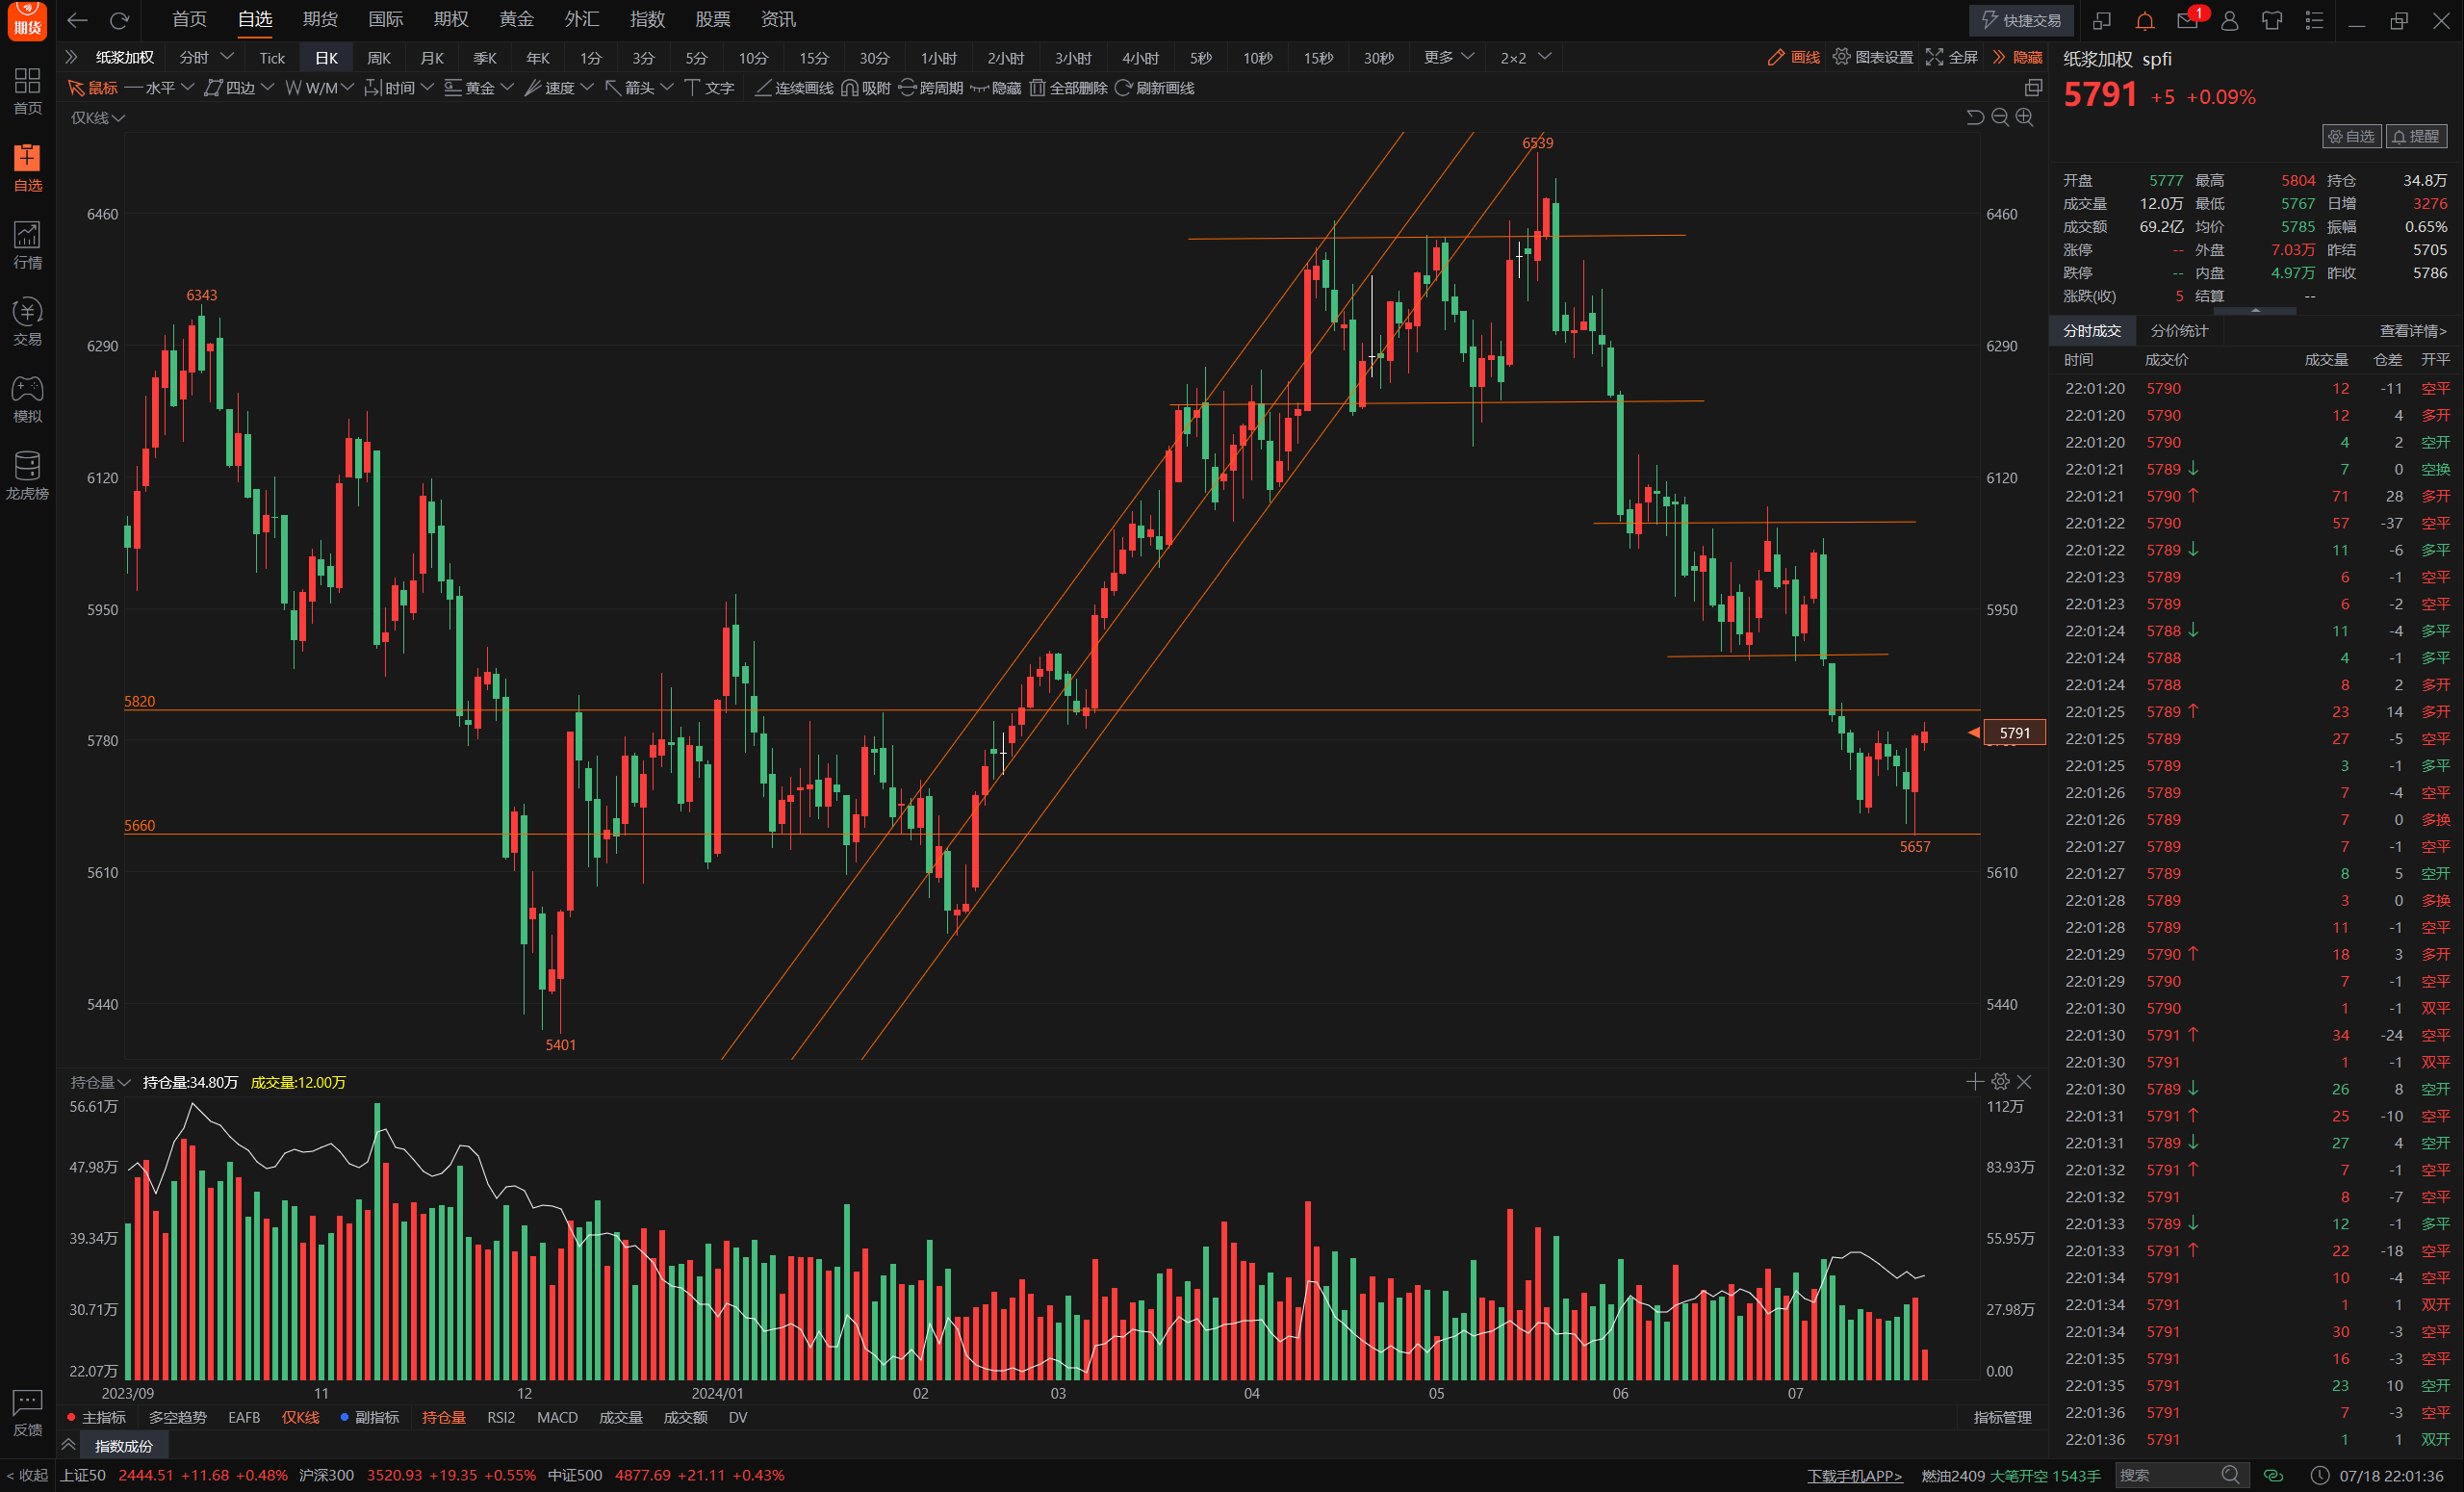 期货
首页 自选 期货 国际 期权 黄金 外汇 指数 股票 资讯
快捷交易 1
纸浆加权 分时 Tick 日K 周K 月K 季K 年K 1分 3分 5分 10分 15分 30分 1小时 2小时 3小时 4小时 5秒 10秒 15秒 30秒 更多 2×2
画线 图表设置 全屏 隐藏
鼠标 水平 四边 W/M 时间 黄金 速度 箭头 文字 连续画线 吸附 跨周期 隐藏 全部删除 刷新画线
仅K线
首页
自选
行情
交易
模拟
龙虎榜
反馈
< 收起
6539
6460 6460
6343
6290 6290
6120 6120
5950 5950
5820
5780
5791
5660
5657
5610 5610
5440 5440
5401
持仓量 持仓量:34.80万 成交量:12.00万
56.61万 112万
47.98万 83.93万
39.34万 55.95万
30.71万 27.98万
22.07万 0.00
2023/09 11 12 2024/01 02 03 04 05 06 07
主指标 多空趋势 EAFB 仅K线 副指标 持仓量 RSI2 MACD 成交量 成交额 DV 指标管理
指数成份
纸浆加权 spfi
5791 +5 +0.09%
自选 提醒
开盘 5777 最高 5804 持仓 34.8万
成交量 12.0万 最低 5767 日增 3276
成交额 69.2亿 均价 5785 振幅 0.65%
涨停 -- 外盘 7.03万 昨结 5705
跌停 -- 内盘 4.97万 昨收 5786
涨跌(收) 5 结算 --
分时成交 分价统计 查看详情>
时间 成交价 成交量 仓差 开平
22:01:20 5790 12 -11 空平
22:01:20 5790 12 4 多开
22:01:20 5790 4 2 空开
22:01:21 5789 ↓ 7 0 空换
22:01:21 5790 ↑ 71 28 多开
22:01:22 5790 57 -37 空平
22:01:22 5789 ↓ 11 -6 多平
22:01:23 5789 6 -1 空平
22:01:23 5789 6 -2 空平
22:01:24 5788 ↓ 11 -4 多平
22:01:24 5788 4 -1 多平
22:01:24 5788 8 2 多开
22:01:25 5789 ↑ 23 14 多开
22:01:25 5789 27 -5 空平
22:01:25 5789 3 -1 多平
22:01:26 5789 7 -4 空平
22:01:26 5789 7 0 多换
22:01:27 5789 7 -1 空平
22:01:27 5789 8 5 空开
22:01:28 5789 3 0 多换
22:01:28 5789 11 -1 空平
22:01:29 5790 ↑ 18 3 多开
22:01:29 5790 7 -1 空平
22:01:30 5790 1 -1 双平
22:01:30 5791 ↑ 34 -24 空平
22:01:30 5791 1 -1 双平
22:01:30 5789 ↓ 26 8 空开
22:01:31 5791 ↑ 25 -10 空平
22:01:31 5789 ↓ 27 4 空开
22:01:32 5791 ↑ 7 -1 空平
22:01:32 5791 8 -7 空平
22:01:33 5789 ↓ 12 -1 多平
22:01:33 5791 ↑ 22 -18 空平
22:01:34 5791 10 -4 空平
22:01:34 5791 1 1 双开
22:01:34 5791 30 -3 空平
22:01:35 5791 16 -3 空平
22:01:35 5791 23 10 空开
22:01:36 5791 7 -3 空平
22:01:36 5791 1 1 双开
上证50 2444.51 +11.68 +0.48% 沪深300 3520.93 +19.35 +0.55% 中证500 4877.69 +21.11 +0.43%
下载手机APP> 燃油2409 大笔开空 1543手 搜索 07/18 22:01:36